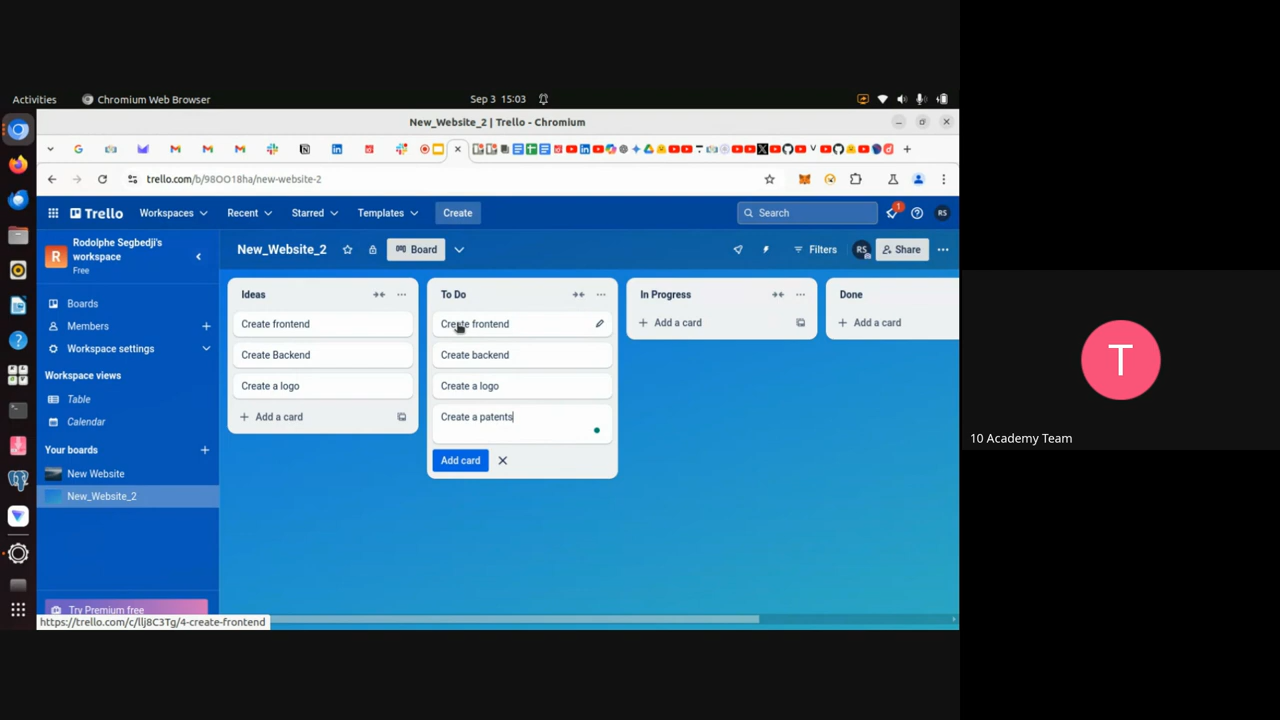 Activities
Chromium Web Browser
Sep 3 15:03
New_Website_2 | Trello - Chromium
trello.com/b/98OO18ha/new-website-2
Trello
Workspaces
Recent
Starred
Templates
Create
Search
1
RS
R
Rodolphe Segbedji's
workspace
Free
New_Website_2
Board
Filters
RS
Share
Boards
Members
Workspace settings
Workspace views
Table
Calendar
Your boards
New Website
New_Website_2
Try Premium free
Ideas
Create frontend
Create Backend
Create a logo
Add a card
To Do
Create frontend
Create backend
Create a logo
Create a patents
Add card
In Progress
Add a card
Done
Add a card
https://trello.com/c/llj8C3Tg/4-create-frontend
T
10 Academy Team